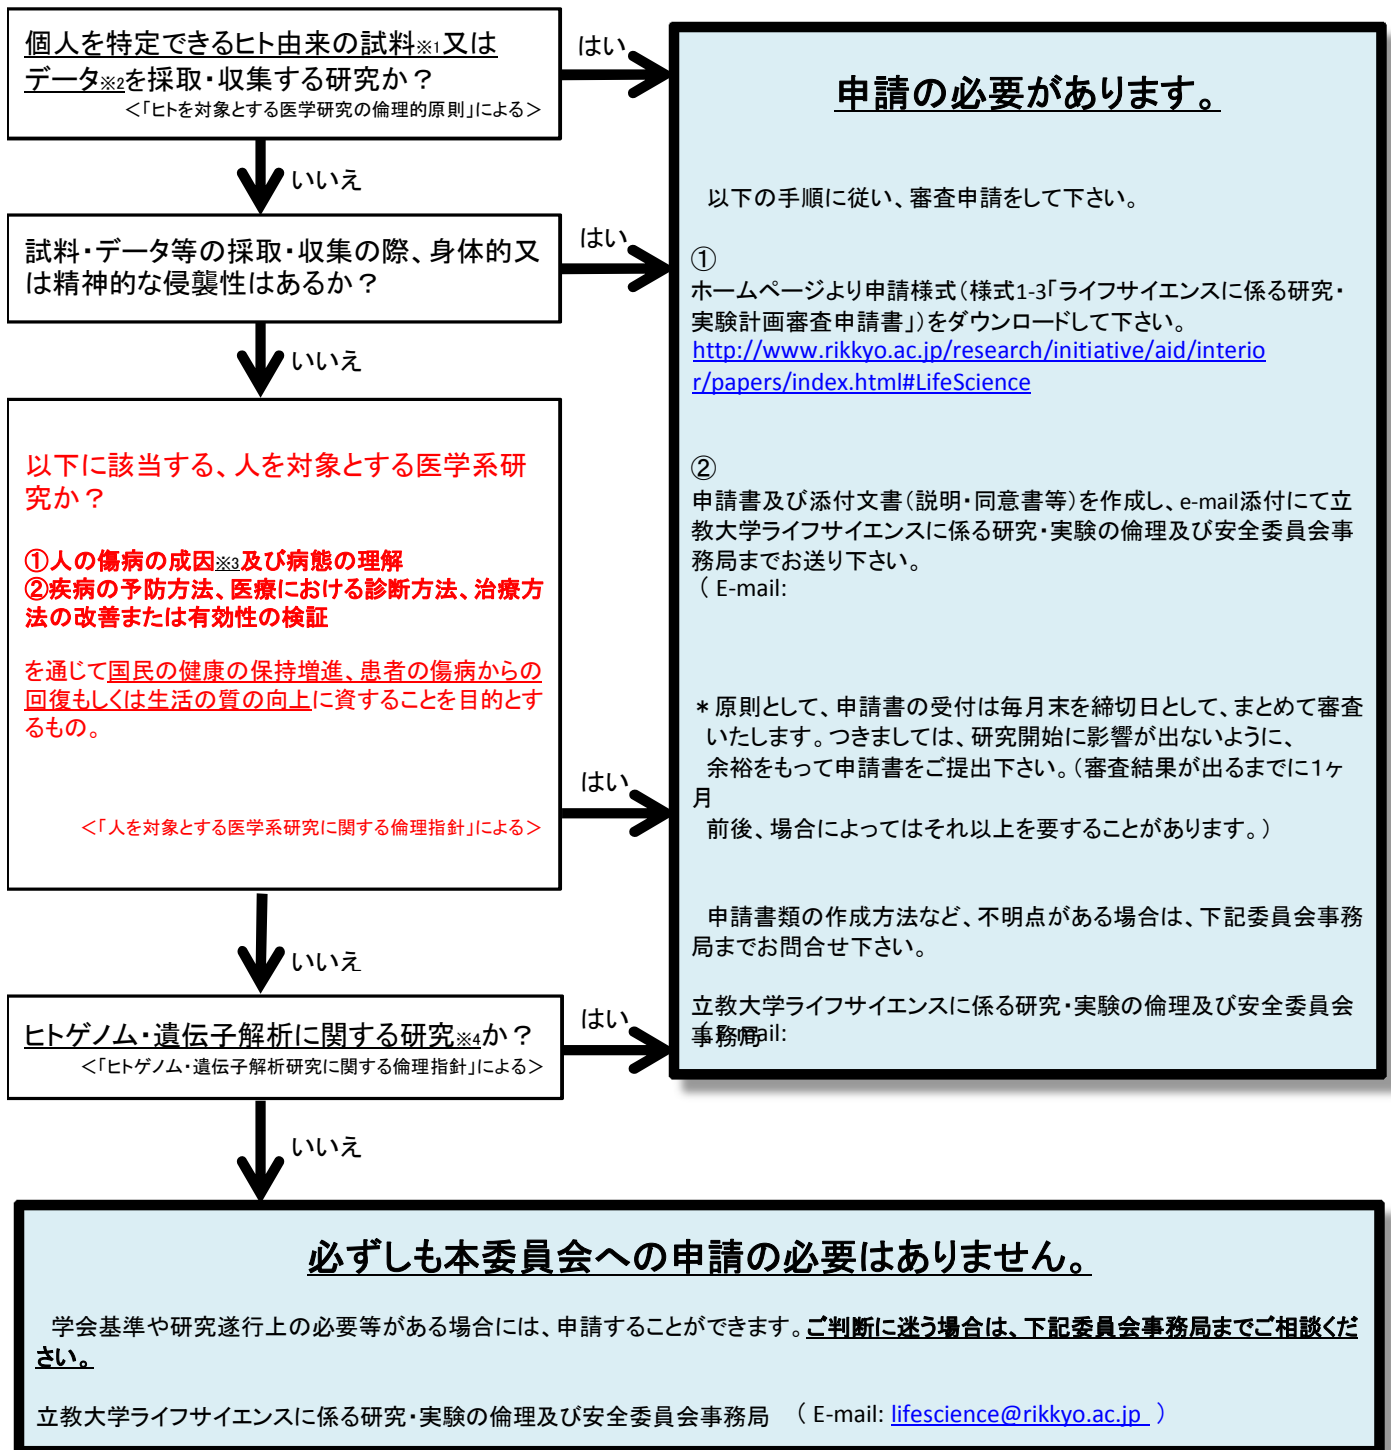 個人を特定できるヒト由来の試料※1又は
データ※2を採取・収集する研究か？
＜「ヒトを対象とする医学研究の倫理的原則」による＞
はい
いいえ
試料・データ等の採取・収集の際、身体的又
は精神的な侵襲性はあるか？
はい
いいえ
以下に該当する、人を対象とする医学系研
究か？
①人の傷病の成因※3及び病態の理解
②疾病の予防方法、医療における診断方法、治療方
法の改善または有効性の検証
を通じて国民の健康の保持増進、患者の傷病からの
回復もしくは生活の質の向上に資することを目的とす
るもの。
＜「人を対象とする医学系研究に関する倫理指針」による＞
はい
いいえ
ヒトゲノム・遺伝子解析に関する研究※4か？
＜「ヒトゲノム・遺伝子解析研究に関する倫理指針」による＞
はい
いいえ
申請の必要があります。
以下の手順に従い、審査申請をして下さい。
①
ホームページより申請様式（様式1-3「ライフサイエンスに係る研究・
実験計画審査申請書」）をダウンロードして下さい。
http://www.rikkyo.ac.jp/research/initiative/aid/interio
r/papers/index.html#LifeScience
②
申請書及び添付文書（説明・同意書等）を作成し、e-mail添付にて立
教大学ライフサイエンスに係る研究・実験の倫理及び安全委員会事
務局までお送り下さい。
（ E-mail:
＊原則として、申請書の受付は毎月末を締切日として、まとめて審査
いたします。つきましては、研究開始に影響が出ないように、
余裕をもって申請書をご提出下さい。（審査結果が出るまでに１ヶ
月
前後、場合によってはそれ以上を要することがあります。）
申請書類の作成方法など、不明点がある場合は、下記委員会事務
局までお問合せ下さい。
立教大学ライフサイエンスに係る研究・実験の倫理及び安全委員会
事務局
（ E-mail:
必ずしも本委員会への申請の必要はありません。
学会基準や研究遂行上の必要等がある場合には、申請することができます。ご判断に迷う場合は、下記委員会事務局までご相談くだ
さい。
立教大学ライフサイエンスに係る研究・実験の倫理及び安全委員会事務局 （ E-mail: lifescience@rikkyo.ac.jp ）